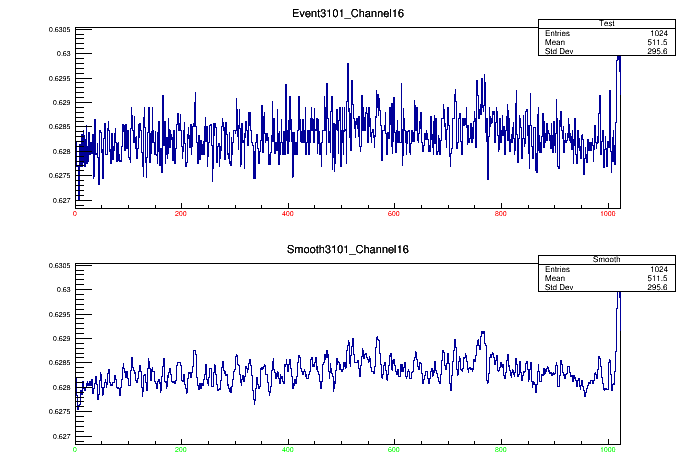 Event3101_Channel16
Test
Entries 1024
Mean 511.5
Std Dev 295.6
0.6305
0.63
0.6295
0.629
0.6285
0.628
0.6275
0.627
0 200 400 600 800 1000
Smooth3101_Channel16
Smooth
Entries 1024
Mean 511.5
Std Dev 295.6
0.6305
0.63
0.6295
0.629
0.6285
0.628
0.6275
0.627
0 200 400 600 800 1000